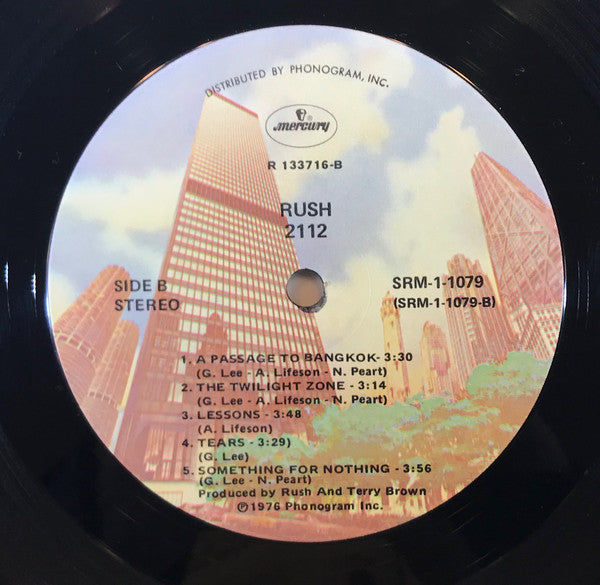 DISTRIBUTED BY PHONOGRAM, INC.
mercury
R 133716-B
RUSH
2112
SIDE B
STEREO
SRM-1-1079
(SRM-1-1079-B)
1. A PASSAGE TO BANGKOK- 3:30
(G. Lee - A. Lifeson - N. Peart)
2. THE TWILIGHT ZONE - 3:14
(G. Lee - A. Lifeson - N. Peart)
3. LESSONS - 3:48
(A. Lifeson)
4. TEARS - 3:29)
(G. Lee)
5. SOMETHING FOR NOTHING - 3:56
(G. Lee - N. Peart)
Produced by Rush And Terry Brown
℗1976 Phonogram Inc.